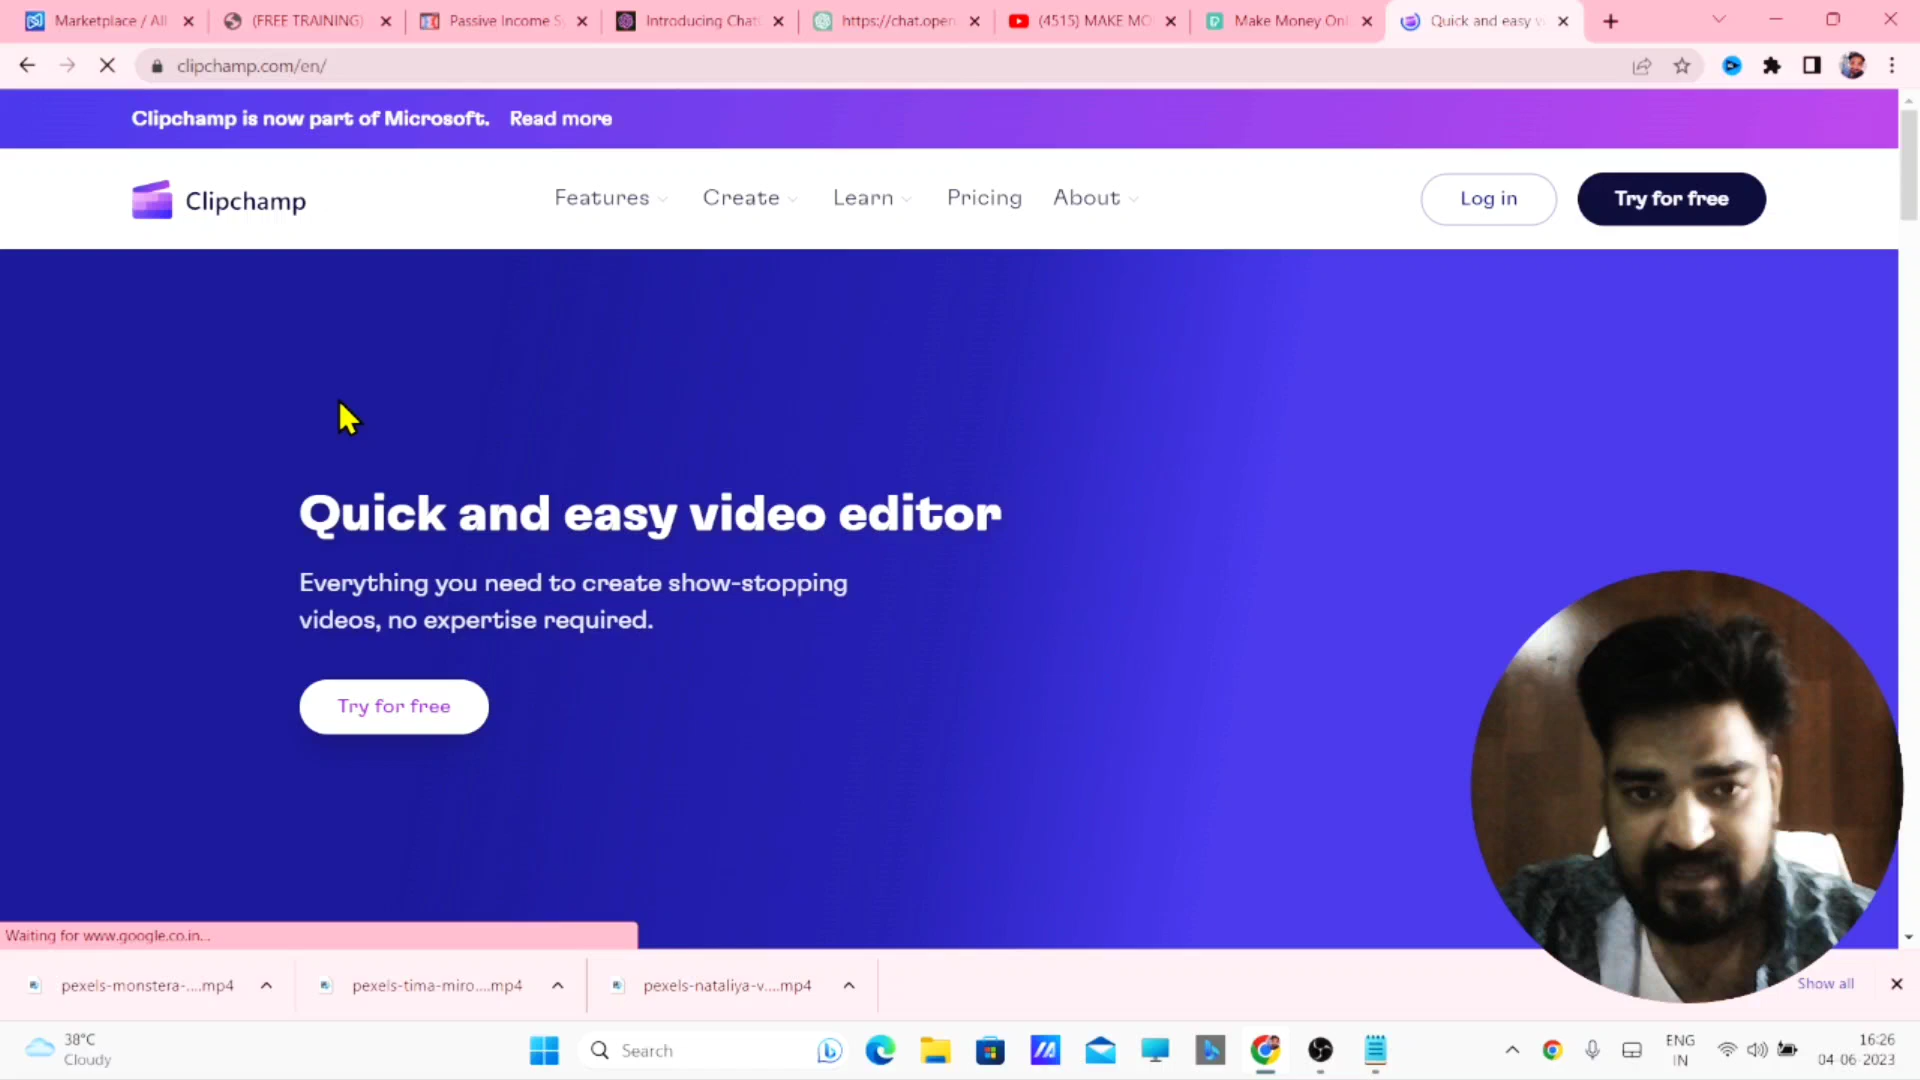 Marketplace / All
(FREE TRAINING)
Passive Income S
Introducing Chat
https://chat.open
(4515) MAKE MO
Make Money Onl
Quick and easy v
clipchamp.com/en/
Clipchamp is now part of Microsoft. Read more
Clipchamp
Features
Create
Learn
Pricing
About
Log in
Try for free
Quick and easy video editor
Everything you need to create show-stopping
videos, no expertise required.
Try for free
Waiting for www.google.co.in...
pexels-monstera-....mp4
pexels-tima-miro....mp4
pexels-nataliya-v....mp4
Show all
38°C
Cloudy
Search
ENG
IN
16:26
04-06-2023